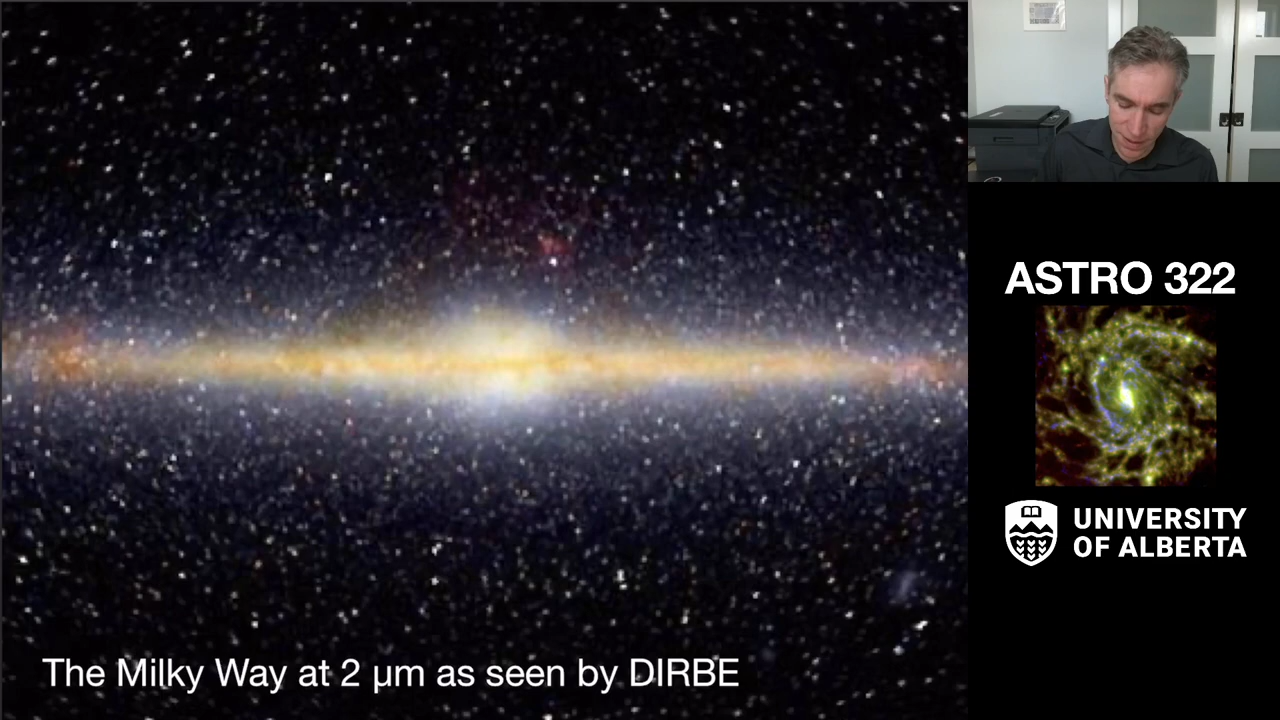 The Milky Way at 2 µm as seen by DIRBE
ASTRO 322
UNIVERSITY
OF ALBERTA